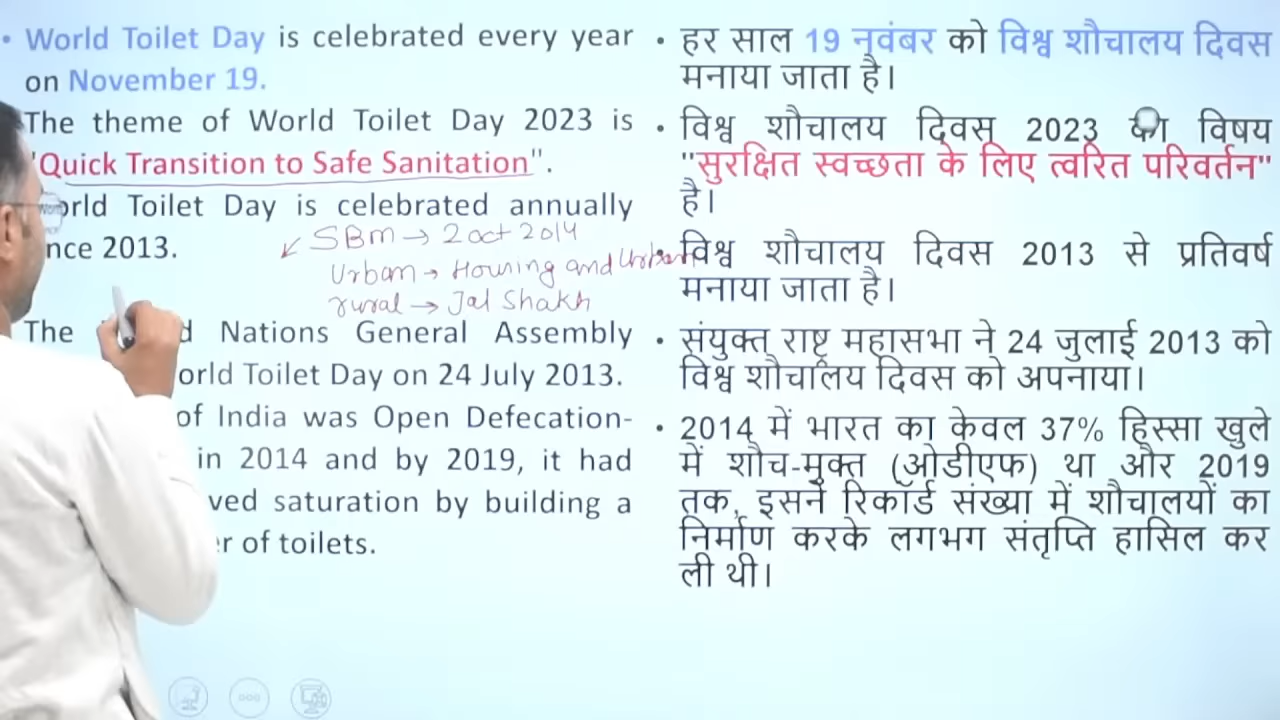 • World Toilet Day is celebrated every year
on November 19.
The theme of World Toilet Day 2023 is
"Quick Transition to Safe Sanitation".
orld Toilet Day is celebrated annually
nce 2013.
SBM → 2 Oct 2014
Urban → Housing and Urban
rural → Jal Shakti
The d Nations General Assembly
orld Toilet Day on 24 July 2013.
of India was Open Defecation-
in 2014 and by 2019, it had
ved saturation by building a
r of toilets.
• हर साल 19 नवंबर को विश्व शौचालय दिवस
मनाया जाता है।
• विश्व शौचालय दिवस 2023 का विषय
"सुरक्षित स्वच्छता के लिए त्वरित परिवर्तन"
है।
• विश्व शौचालय दिवस 2013 से प्रतिवर्ष
मनाया जाता है।
• संयुक्त राष्ट्र महासभा ने 24 जुलाई 2013 को
विश्व शौचालय दिवस को अपनाया।
• 2014 में भारत का केवल 37% हिस्सा खुले
में शौच-मुक्त (ओडीएफ) था और 2019
तक, इसने रिकॉर्ड संख्या में शौचालयों का
निर्माण करके लगभग संतृप्ति हासिल कर
ली थी।